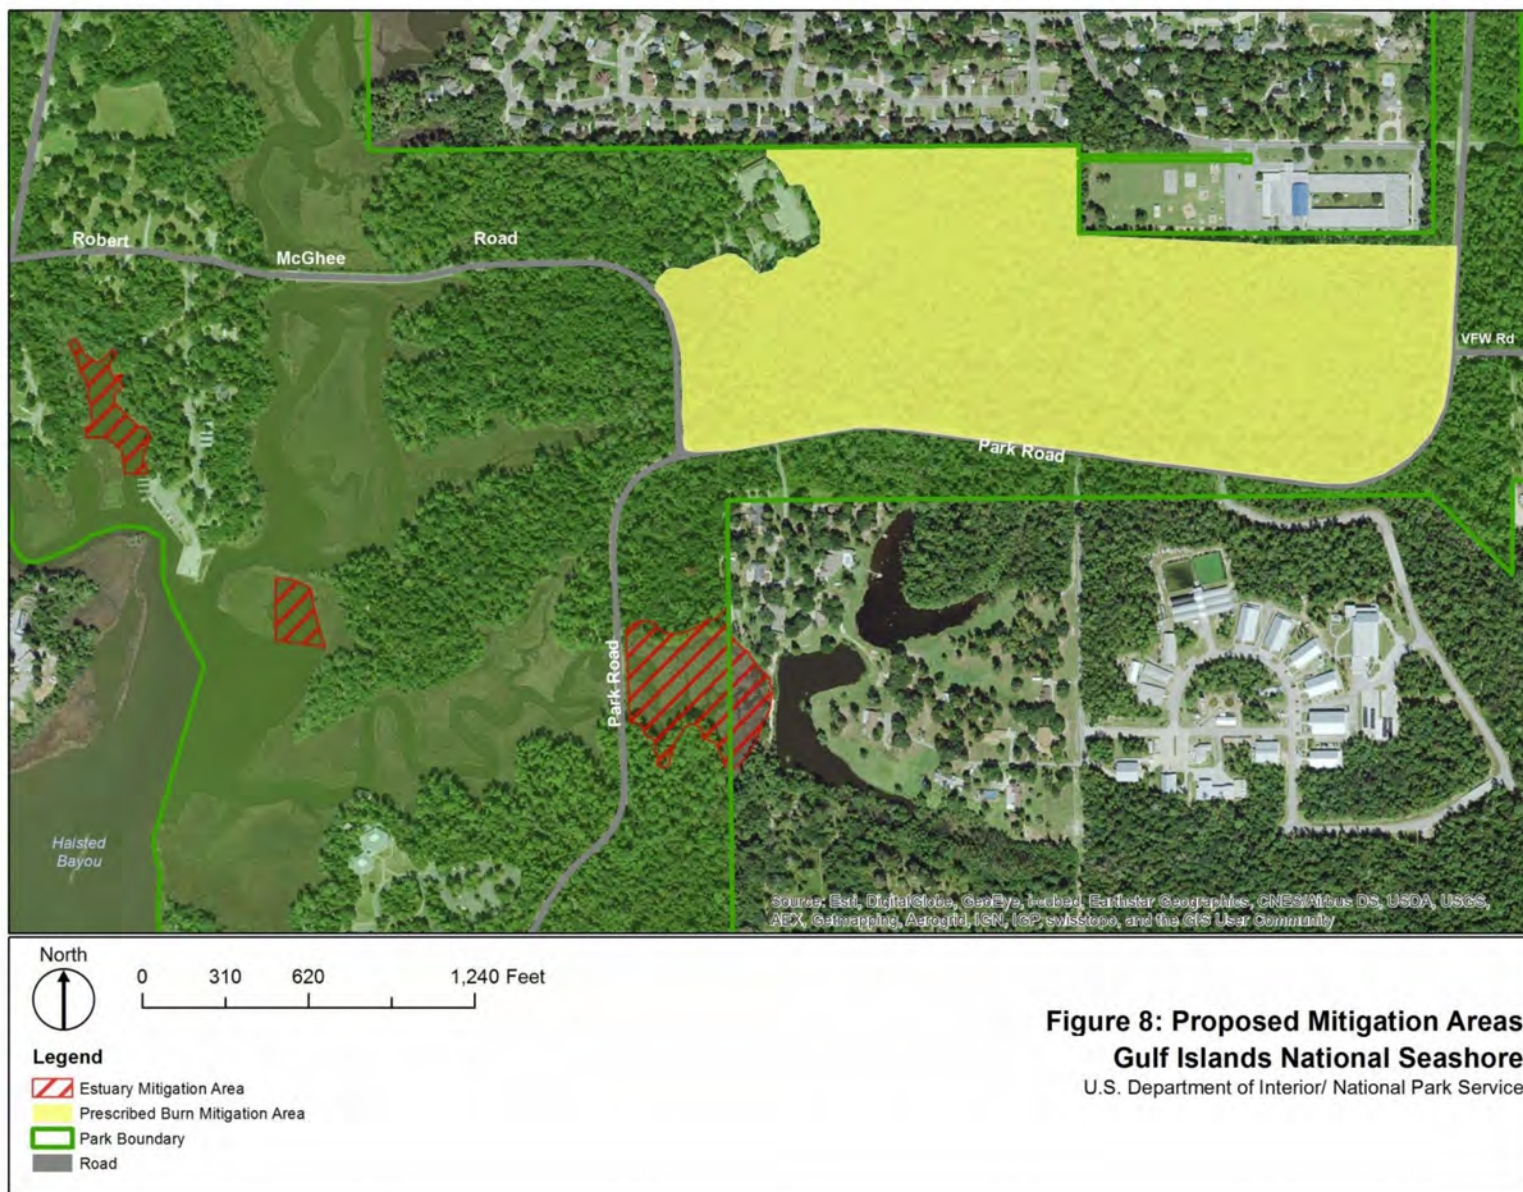 Robert
McGhee
Road
VFW Rd
Park Road
Park Road
Halsted
Bayou
Source: Esri, DigitalGlobe, GeoEye, i-cubed, Earthstar Geographics, CNES/Airbus DS, USDA, USGS,
AEX, Getmapping, Aerogrid, IGN, IGP, swisstopo, and the GIS User Community
North
0 310 620 1,240 Feet
Figure 8: Proposed Mitigation Areas
Gulf Islands National Seashore
U.S. Department of Interior/ National Park Service
Legend
Estuary Mitigation Area
Prescribed Burn Mitigation Area
Park Boundary
Road